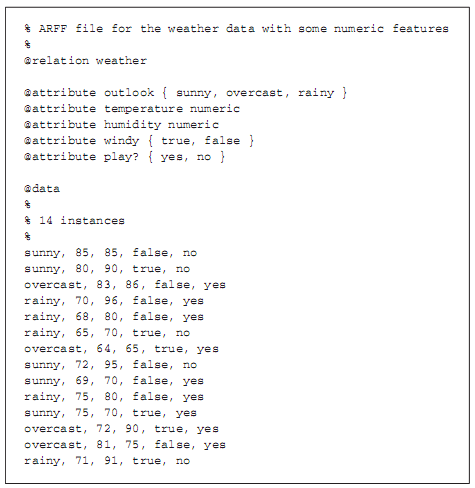 % ARFF file for the weather data with some numeric features
%
@relation weather
@attribute outlook { sunny, overcast, rainy }
@attribute temperature numeric
@attribute humidity numeric
@attribute windy { true, false }
@attribute play? { yes, no }
@data
%
% 14 instances
%
sunny, 85, 85, false, no
sunny, 80, 90, true, no
overcast, 83, 86, false, yes
rainy, 70, 96, false, yes
rainy, 68, 80, false, yes
rainy, 65, 70, true, no
overcast, 64, 65, true, yes
sunny, 72, 95, false, no
sunny, 69, 70, false, yes
rainy, 75, 80, false, yes
sunny, 75, 70, true, yes
overcast, 72, 90, true, yes
overcast, 81, 75, false, yes
rainy, 71, 91, true, no